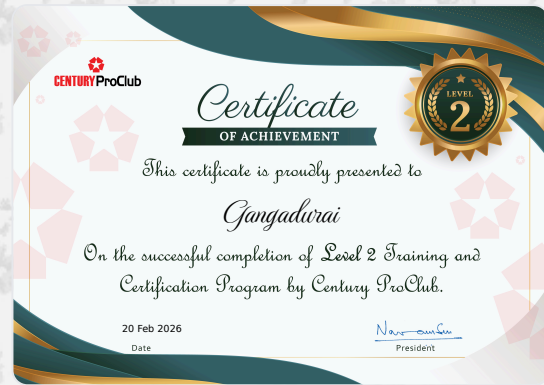 CENTURY ProClub
Certificate
OF ACHIEVEMENT
LEVEL
2
This certificate is proudly presented to
Gangadurai
On the successful completion of Level 2 Training and
Certification Program by Century ProClub.
20 Feb 2026
Date
President